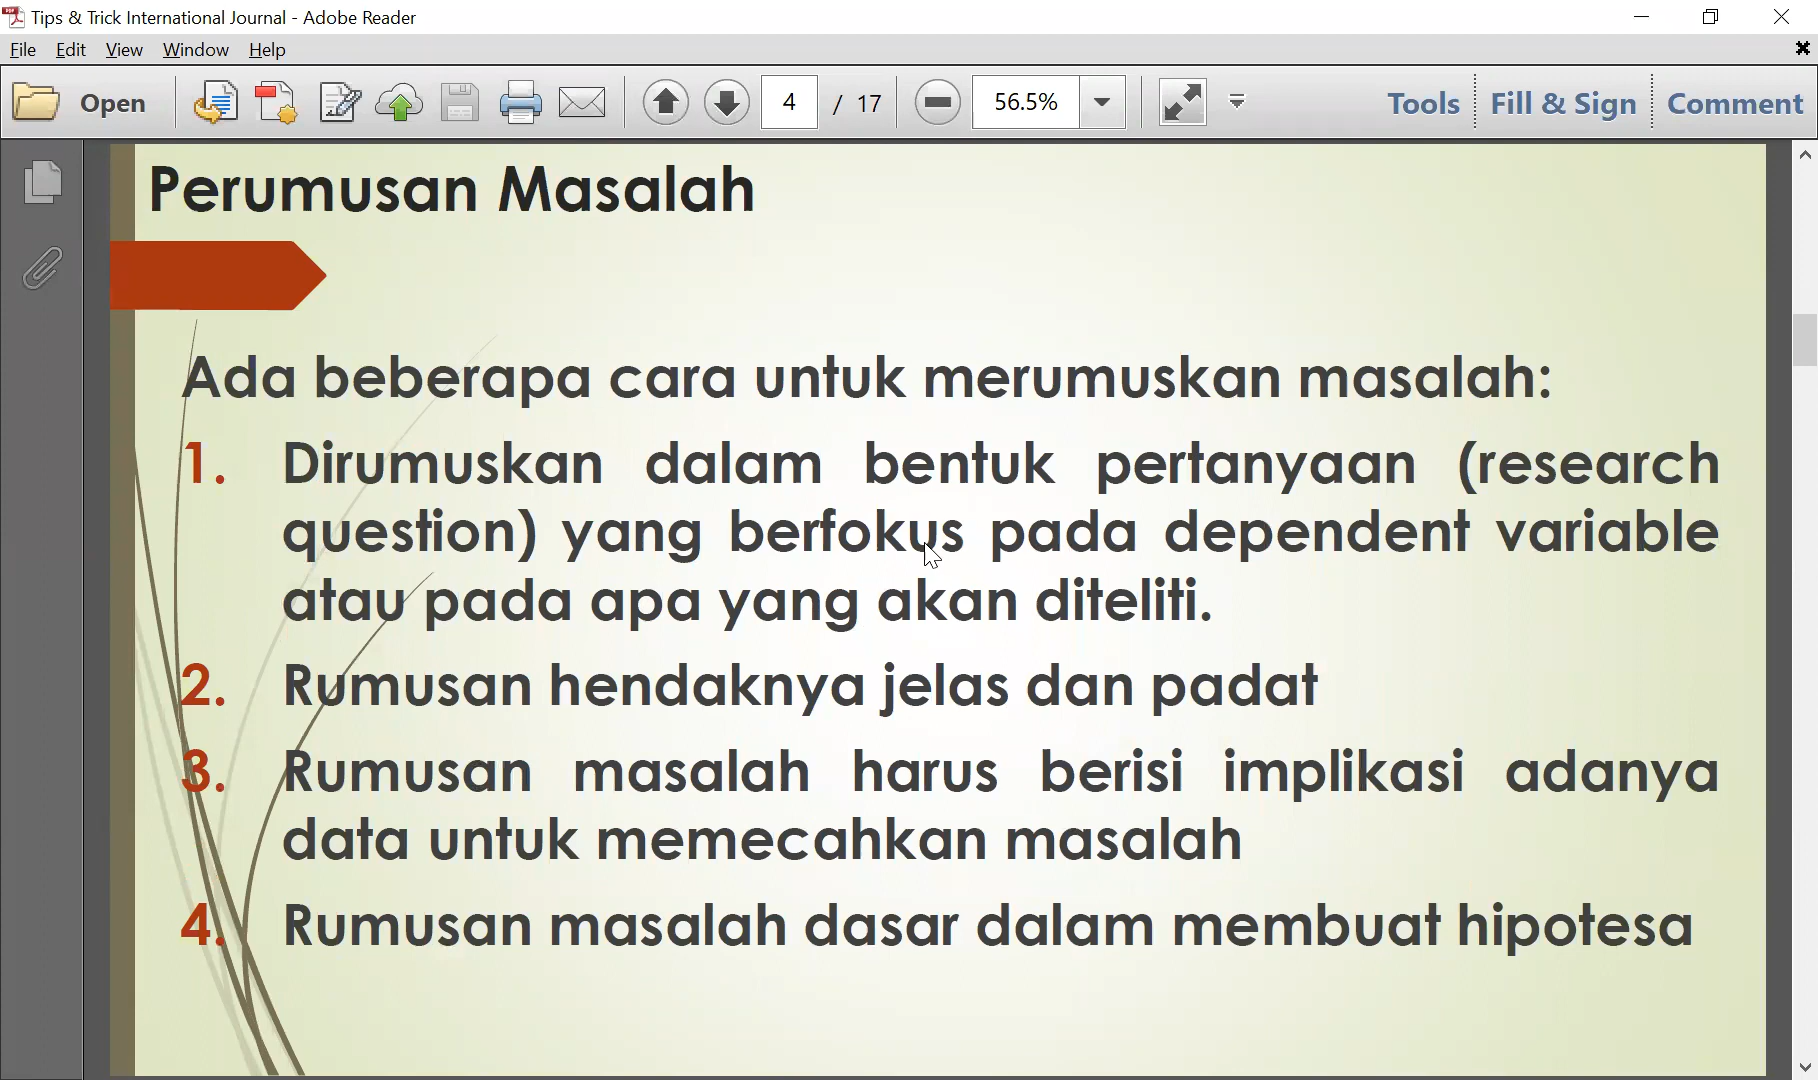 Tips & Trick International Journal - Adobe Reader
File Edit View Window Help
Open 4 / 17 56.5% Tools Fill & Sign Comment
Perumusan Masalah
Ada beberapa cara untuk merumuskan masalah:
1. Dirumuskan dalam bentuk pertanyaan (research
question) yang berfokus pada dependent variable
atau pada apa yang akan diteliti.
2. Rumusan hendaknya jelas dan padat
3. Rumusan masalah harus berisi implikasi adanya
data untuk memecahkan masalah
4. Rumusan masalah dasar dalam membuat hipotesa